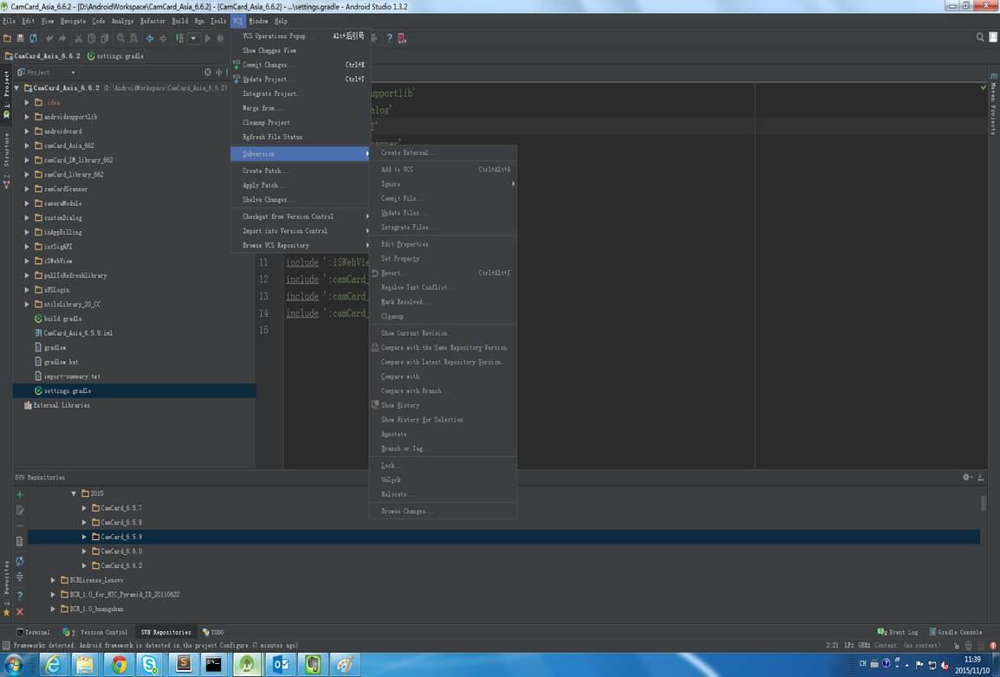 CamCard_Asia_6.6.2 - [D:\AndroidWorkspace\CamCard_Asia_6.6.2] - [CamCard_Asia_6.6.2] - ...\settings.gradle - Android Studio 1.3.2
File Edit View Navigate Code Analyze Refactor Build Run Tools VCS Window Help
CamCard_Asia_6.6.2 settings.gradle
Project
1: Project
Structure
2: Favorites
Maven Projects
CamCard_Asia_6.6.2 (D:\AndroidWorkspace\CamCard_Asia_6.6.2)
.idea
androidsupportlib
androidvcard
camCard_Asia_662
camCard_IM_library_662
camCard_library_662
camCardScanner
cameraModule
customDialog
inAppBilling
intSigAPI
iSWebView
pullToRefreshlibrary
sNSLogin
utilsLibrary_20_CC
build.gradle
CamCard_Asia_6.5.9.iml
gradlew
gradlew.bat
import-summary.txt
settings.gradle
External Libraries
VCS Operations Popup... Alt+后引号
Show Changes View
Commit Changes... Ctrl+K
Update Project... Ctrl+T
Integrate Project...
Merge from...
Cleanup Project
Refresh File Status
Subversion
Create Patch...
Apply Patch...
Shelve Changes...
Checkout from Version Control
Import into Version Control
Browse VCS Repository
Create External...
Add to VCS Ctrl+Alt+A
Ignore
Commit File...
Update Files...
Integrate Files...
Edit Properties
Set Property...
Revert... Ctrl+Alt+Z
Resolve Text Conflict...
Mark Resolved...
Cleanup
Show Current Revision
Compare with the Same Repository Version
Compare with Latest Repository Version
Compare with...
Compare with Branch...
Show History
Show History for Selection
Annotate
Branch or Tag...
Lock...
Unlock
Relocate...
Browse Changes...
upportlib'
alog'
I'
anner'
11 include ':iSWebVie
12 include ':camCard_
13 include ':camCard_
14 include ':camCard_
15
SVN Repositories
2015
CamCard_6.5.7
CamCard_6.5.8
CamCard_6.5.9
CamCard_6.6.0
CamCard_6.6.2
BCRLicense_Lenovo
BCR_1.0_for_HTC_Pyramid_TD_20110622
BCR_1.0_huangshan
Terminal 9: Version Control SVN Repositories TODO Event Log Gradle Console
Frameworks detected: Android framework is detected in the project Configure (7 minutes ago) 3:21 LF: GBK: Context: (no context)
CH 11:39
2015/11/10